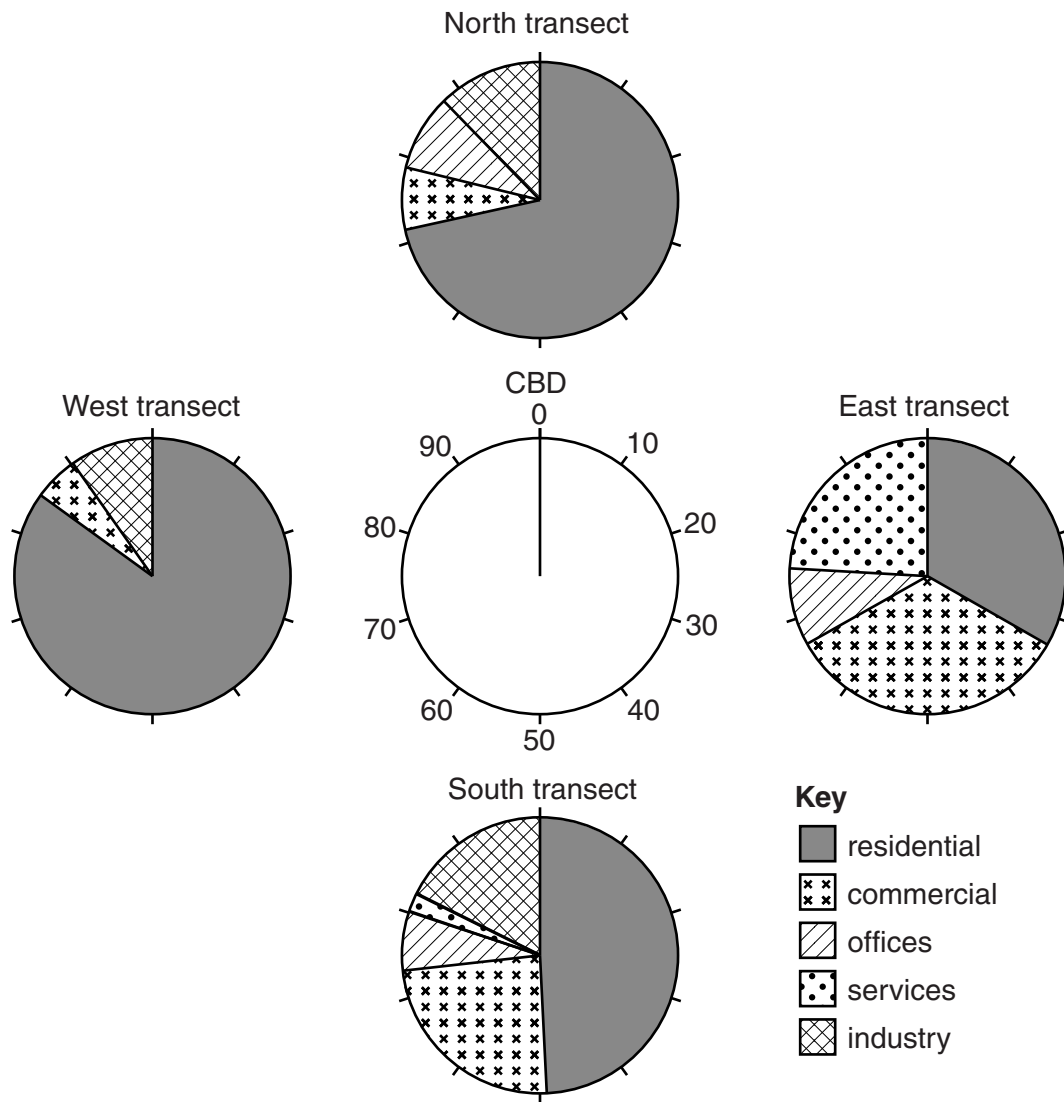 North transect
West transect
CBD
East transect
0
10
20
30
40
50
60
70
80
90
South transect
Key
residential
commercial
offices
services
industry